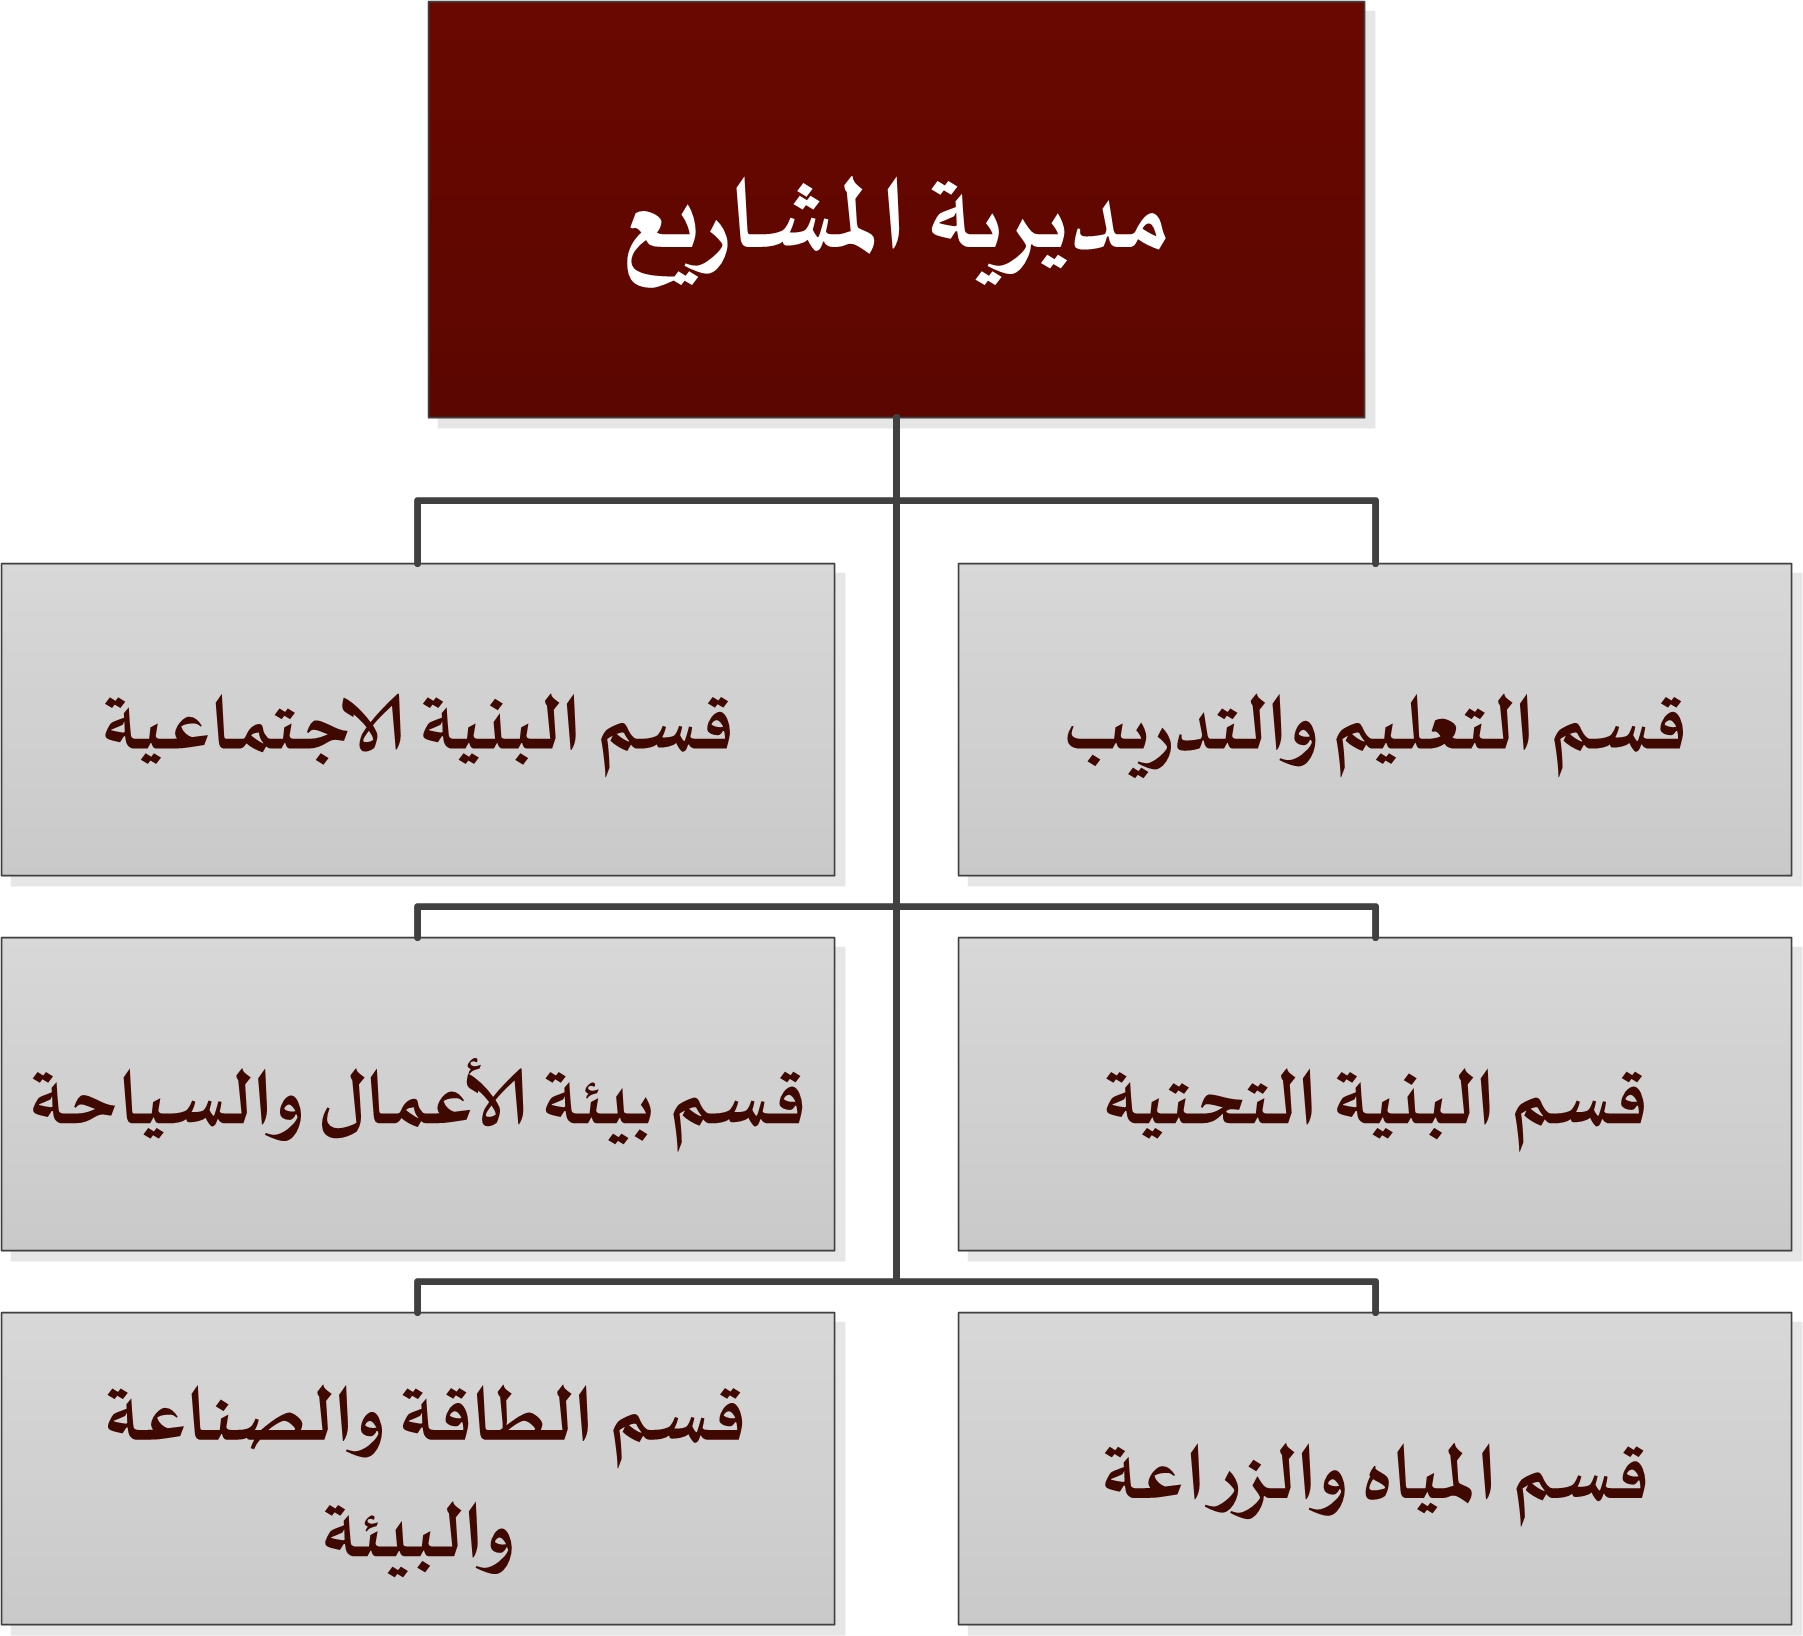 مديرية المشاريع
قسم التعليم والتدريب
قسم البنية الاجتماعية
قسم البنية التحتية
قسم بيئة الأعمال والسياحة
قسم المياه والزراعة
قسم الطاقة والصناعة
والبيئة